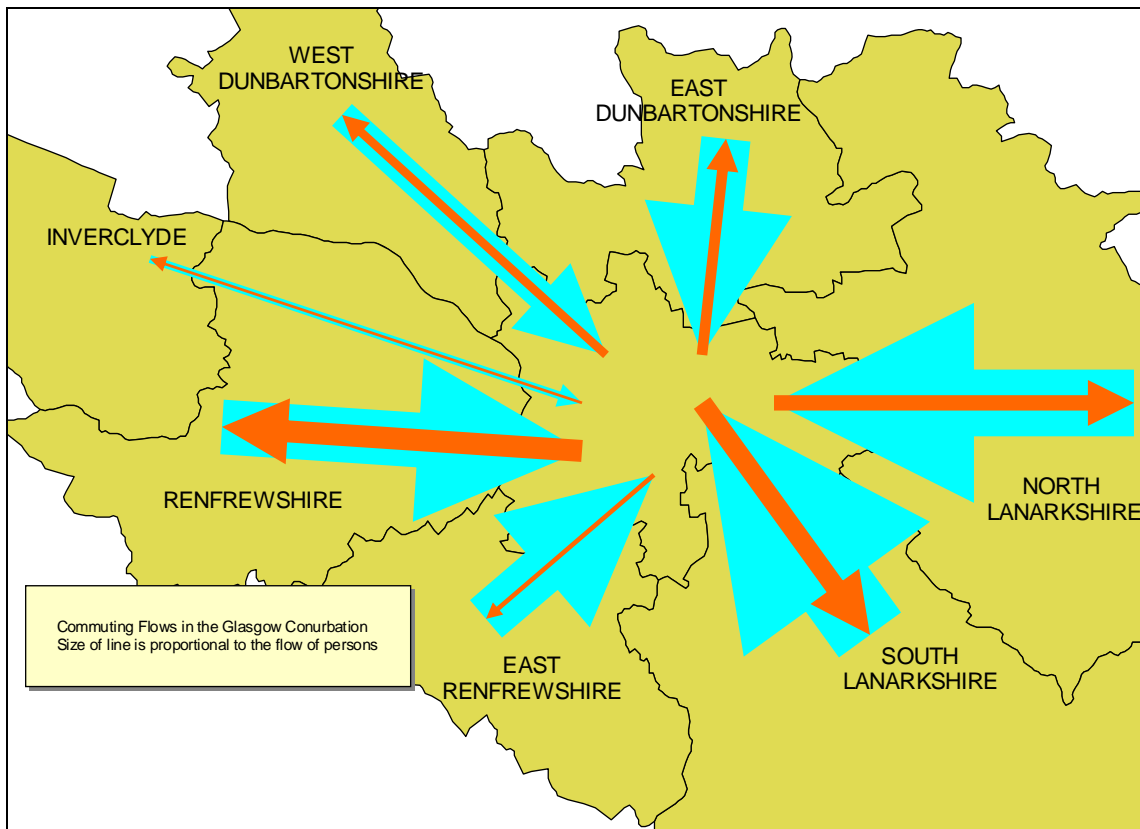 WEST
DUNBARTONSHIRE
EAST
DUNBARTONSHIRE
INVERCLYDE
RENFREWSHIRE
NORTH
LANARKSHIRE
Commuting Flows in the Glasgow Conurbation
Size of line is proportional to the flow of persons
EAST
RENFREWSHIRE
SOUTH
LANARKSHIRE